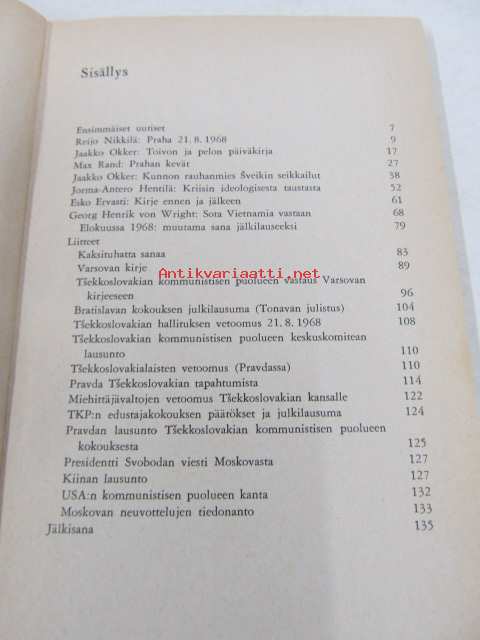 Sisällys
Ensimmäiset uutiset 7
Reijo Nikkilä: Praha 21. 8. 1968 9
Jaakko Okker: Toivon ja pelon päiväkirja 17
Max Rand: Prahan kevät 27
Jaakko Okker: Kunnon rauhanmies Šveikin seikkailut 38
Jorma-Antero Hentilä: Kriisin ideologisesta taustasta 52
Esko Ervasti: Kirje ennen ja jälkeen 61
Georg Henrik von Wright: Sota Vietnamia vastaan 68
Elokuussa 1968: muutama sana jälkilauseeksi 79
Liitteet
Kaksituhatta sanaa 83
Varsovan kirje 89
Antikvariaatti.net
Tšekkoslovakian kommunistisen puolueen vastaus Varsovan
kirjeeseen 96
Bratislavan kokouksen julkilausuma (Tonavan julistus) 104
Tšekkoslovakian hallituksen vetoomus 21. 8. 1968 108
Tšekkoslovakian kommunistisen puolueen keskuskomitean
lausunto 110
Tšekkoslovakialaisten vetoomus (Pravdassa) 110
Pravda Tšekkoslovakian tapahtumista 114
Miehittäjävaltojen vetoomus Tšekkoslovakian kansalle 122
TKP:n edustajakokouksen päätökset ja julkilausuma 124
Pravdan lausunto Tšekkoslovakian kommunistisen puolueen
kokouksesta 125
Presidentti Svobodan viesti Moskovasta 127
Kiinan lausunto 127
USA:n kommunistisen puolueen kanta 132
Moskovan neuvottelujen tiedonanto 133
Jälkisana 135